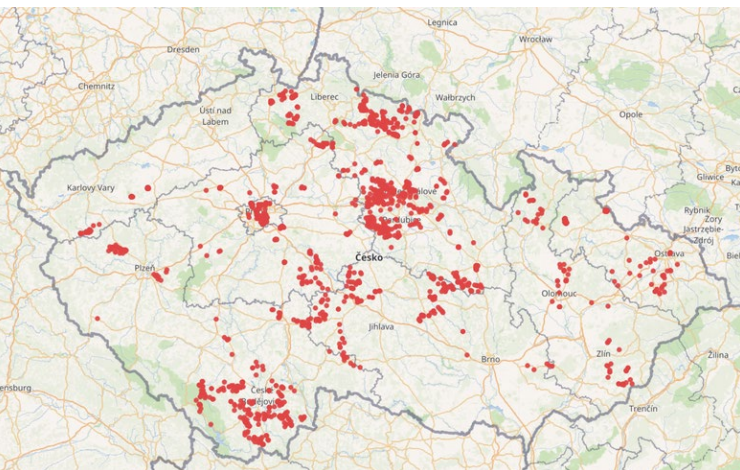 Legnica
Wrocław
Dresden
Jelenia Góra
Chemnitz
Liberec
Wałbrzych
Ústí nad
Labem
Opole
Gliwice
Karlovy Vary
Rybnik
Żory
Jastrzębie-
Zdrój
Ostrava
Česko
Plzeň
Olomouc
Jihlava
Brno
Zlín
Žilina
Trenčín